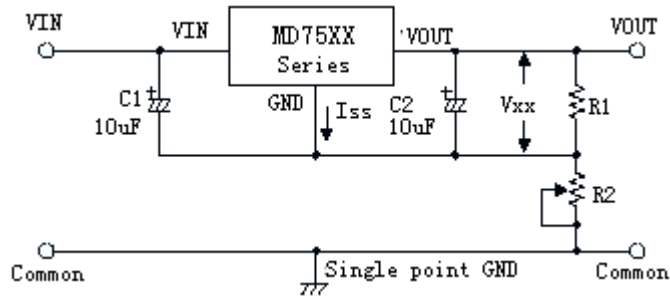 VIN
VIN
MD75XX
Series
VOUT
VOUT
C1
10uF
GND
Iss
C2
10uF
Vxx
R1
R2
Common
Single point GND
Common